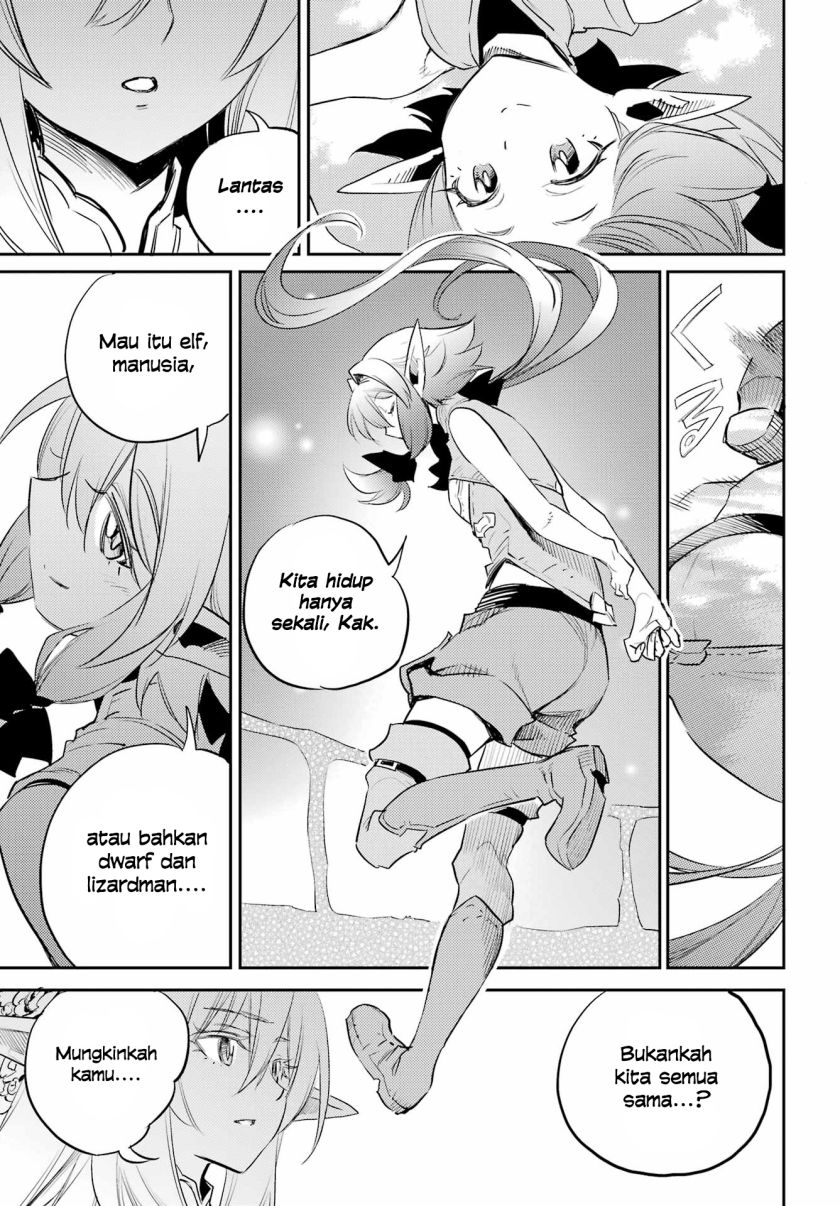 Lantas
....
Kita hidup
hanya
sekali, Kak.
Mau itu elf,
manusia,
atau bahkan
dwarf dan
lizardman....
Bukankah
kita semua
sama...?
Mungkinkah
kamu....